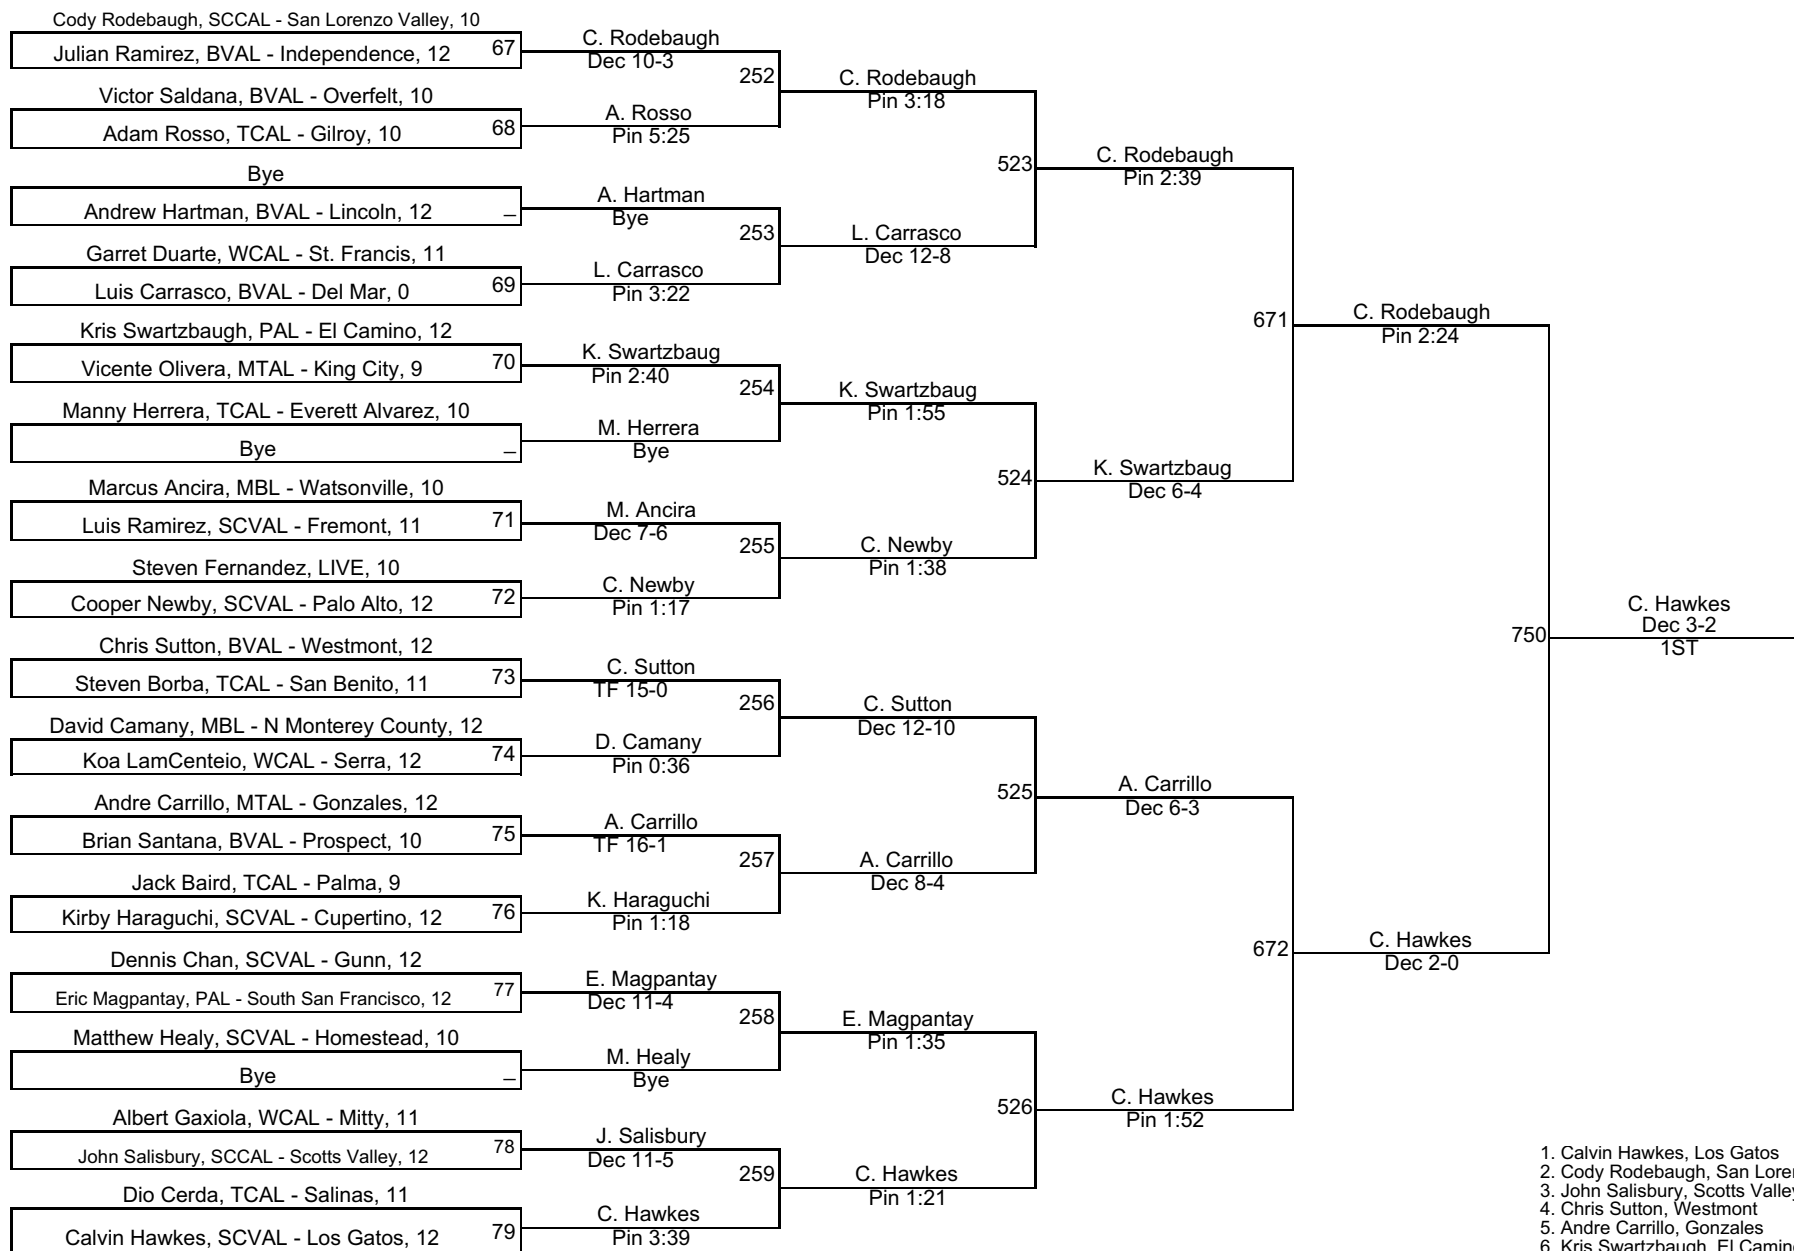 Cody Rodebaugh, SCCAL - San Lorenzo Valley, 10
Julian Ramirez, BVAL - Independence, 12
67
Victor Saldana, BVAL - Overfelt, 10
Adam Rosso, TCAL - Gilroy, 10
68
Bye
Andrew Hartman, BVAL - Lincoln, 12
–
Garret Duarte, WCAL - St. Francis, 11
Luis Carrasco, BVAL - Del Mar, 0
69
Kris Swartzbaugh, PAL - El Camino, 12
Vicente Olivera, MTAL - King City, 9
70
Manny Herrera, TCAL - Everett Alvarez, 10
Bye
–
Marcus Ancira, MBL - Watsonville, 10
Luis Ramirez, SCVAL - Fremont, 11
71
Steven Fernandez, LIVE, 10
Cooper Newby, SCVAL - Palo Alto, 12
72
Chris Sutton, BVAL - Westmont, 12
Steven Borba, TCAL - San Benito, 11
73
David Camany, MBL - N Monterey County, 12
Koa LamCenteio, WCAL - Serra, 12
74
Andre Carrillo, MTAL - Gonzales, 12
Brian Santana, BVAL - Prospect, 10
75
Jack Baird, TCAL - Palma, 9
Kirby Haraguchi, SCVAL - Cupertino, 12
76
Dennis Chan, SCVAL - Gunn, 12
Eric Magpantay, PAL - South San Francisco, 12
77
Matthew Healy, SCVAL - Homestead, 10
Bye
–
Albert Gaxiola, WCAL - Mitty, 11
John Salisbury, SCCAL - Scotts Valley, 12
78
Dio Cerda, TCAL - Salinas, 11
Calvin Hawkes, SCVAL - Los Gatos, 12
79
C. Rodebaugh
Dec 10-3
252
A. Rosso
Pin 5:25
A. Hartman
Bye
253
L. Carrasco
Pin 3:22
K. Swartzbaug
Pin 2:40
254
M. Herrera
Bye
M. Ancira
Dec 7-6
255
C. Newby
Pin 1:17
C. Sutton
TF 15-0
256
D. Camany
Pin 0:36
A. Carrillo
TF 16-1
257
K. Haraguchi
Pin 1:18
E. Magpantay
Dec 11-4
258
M. Healy
Bye
J. Salisbury
Dec 11-5
259
C. Hawkes
Pin 3:39
C. Rodebaugh
Pin 3:18
523
L. Carrasco
Dec 12-8
K. Swartzbaug
Pin 1:55
524
C. Newby
Pin 1:38
C. Sutton
Dec 12-10
525
A. Carrillo
Dec 8-4
E. Magpantay
Pin 1:35
526
C. Hawkes
Pin 1:21
C. Rodebaugh
Pin 2:39
671
K. Swartzbaug
Dec 6-4
A. Carrillo
Dec 6-3
672
C. Hawkes
Pin 1:52
C. Rodebaugh
Pin 2:24
750
C. Hawkes
Dec 2-0
C. Hawkes
Dec 3-2
1ST
1. Calvin Hawkes, Los Gatos
2. Cody Rodebaugh, San
3. John Salisbury, Scotts
4. Chris Sutton, Westmont
5. Andre Carrillo, Gonzales
6. Kris Swartzbaugh, El